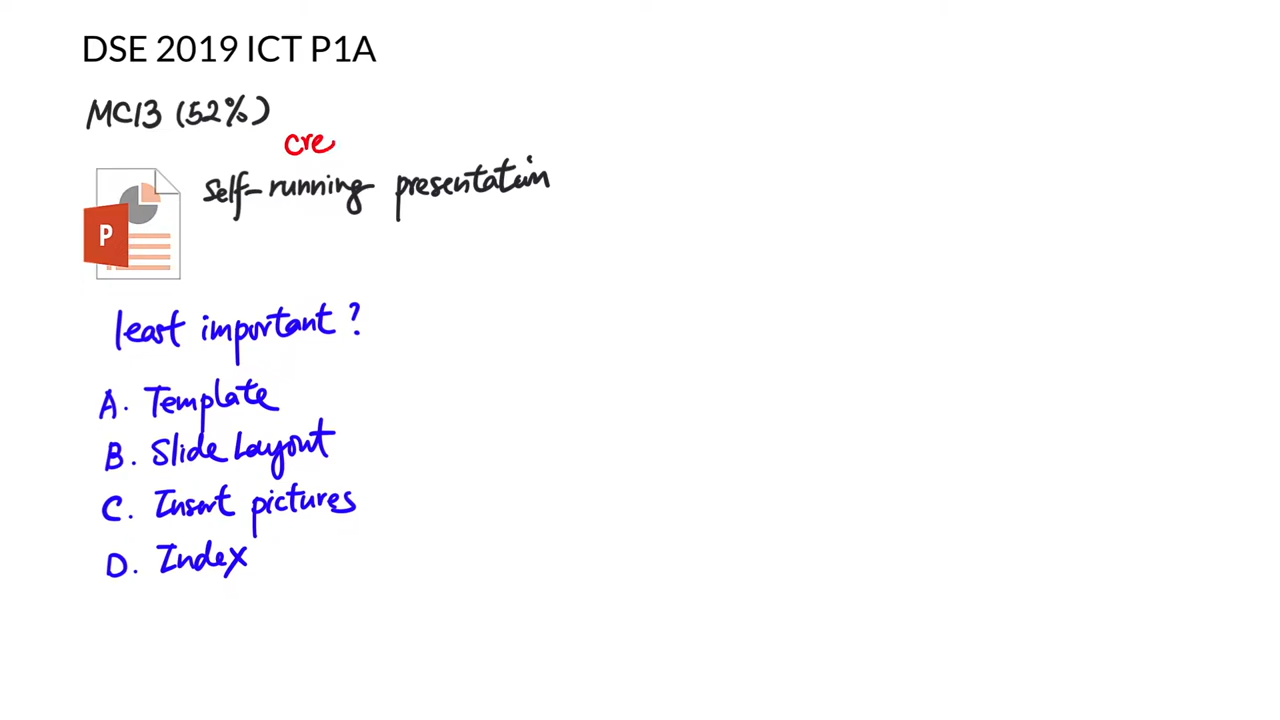 DSE 2019 ICT P1A
MC13 (52%)
cre
self-running presentation
P
least important?
A. Template
B. Slide Layout
C. Insert pictures
D. Index